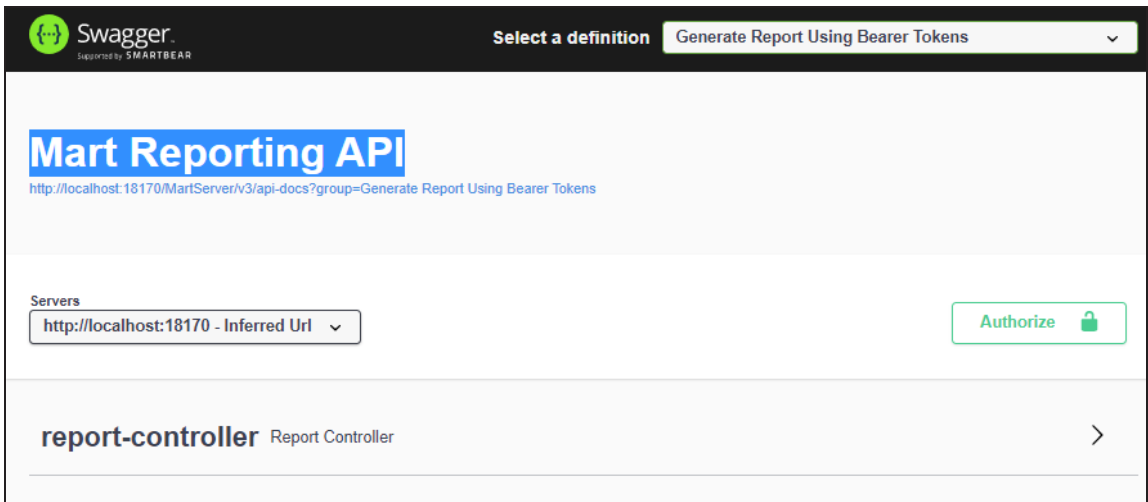 Swagger.
Supported by SMARTBEAR
Select a definition Generate Report Using Bearer Tokens
Mart Reporting API
http://localhost:18170/MartServer/v3/api-docs?group=Generate Report Using Bearer Tokens
Servers
http://localhost:18170 - Inferred Url
Authorize
report-controller Report Controller